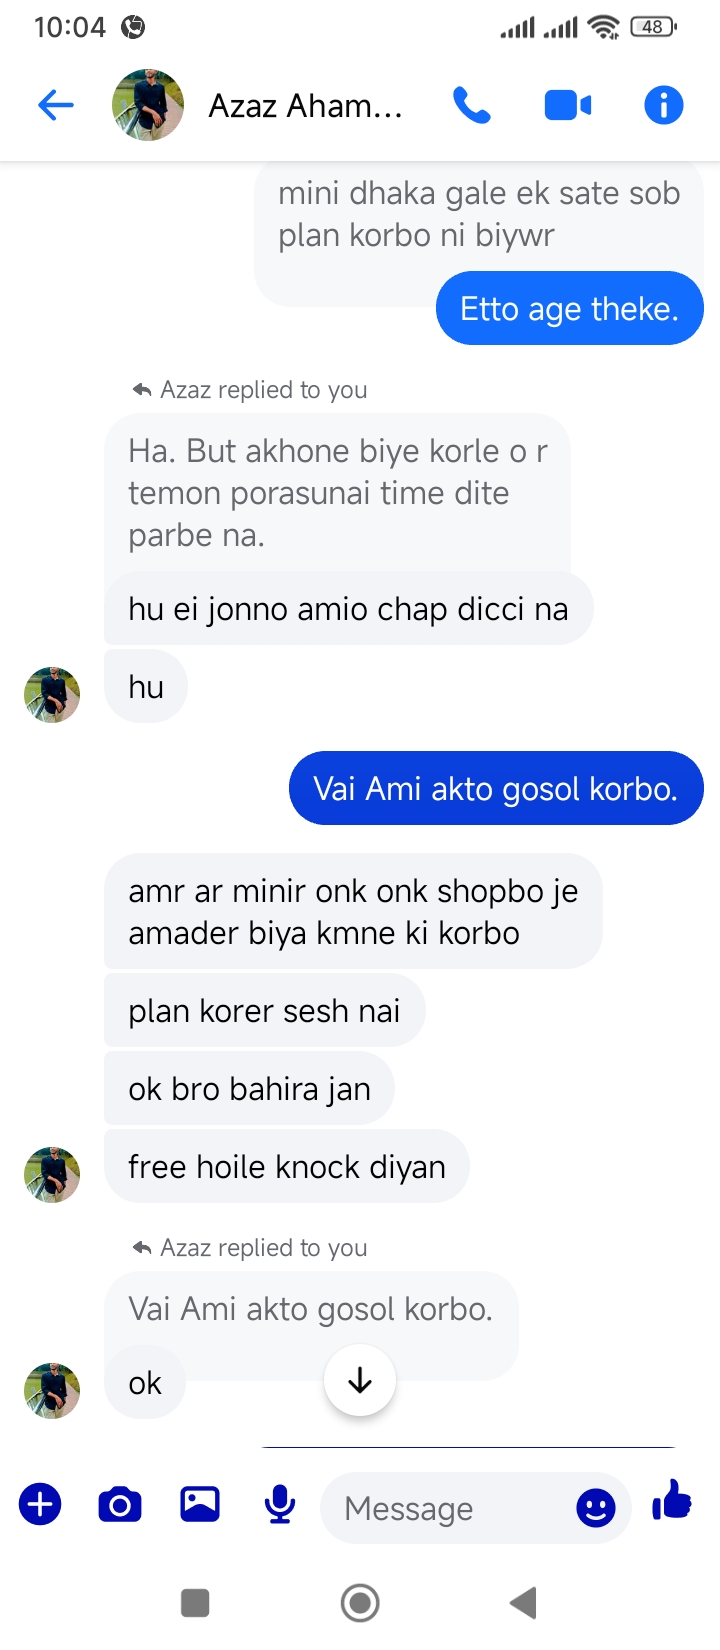 10:04
48
Azaz Aham...
mini dhaka gale ek sate sob
plan korbo ni biywr
Etto age theke.
Azaz replied to you
Ha. But akhone biye korle o r
temon porasunai time dite
parbe na.
hu ei jonno amio chap dicci na
hu
Vai Ami akto gosol korbo.
amr ar minir onk onk shopbo je
amader biya kmne ki korbo
plan korer sesh nai
ok bro bahira jan
free hoile knock diyan
Azaz replied to you
Vai Ami akto gosol korbo.
ok
Message